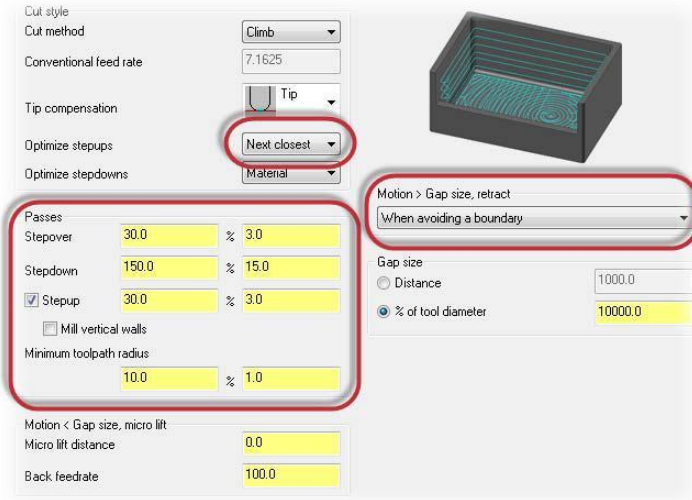 Cut style
Cut method Climb
Conventional feed rate 7.1625
Tip compensation Tip
Optimize stepups Next closest
Optimize stepdowns Material
Passes
Stepover 30.0 % 3.0
Stepdown 150.0 % 15.0
Stepup 30.0 % 3.0
Mill vertical walls
Minimum toolpath radius
10.0 % 1.0
Motion < Gap size, micro lift
Micro lift distance 0.0
Back feedrate 100.0
Motion > Gap size, retract
When avoiding a boundary
Gap size
Distance 1000.0
% of tool diameter 10000.0